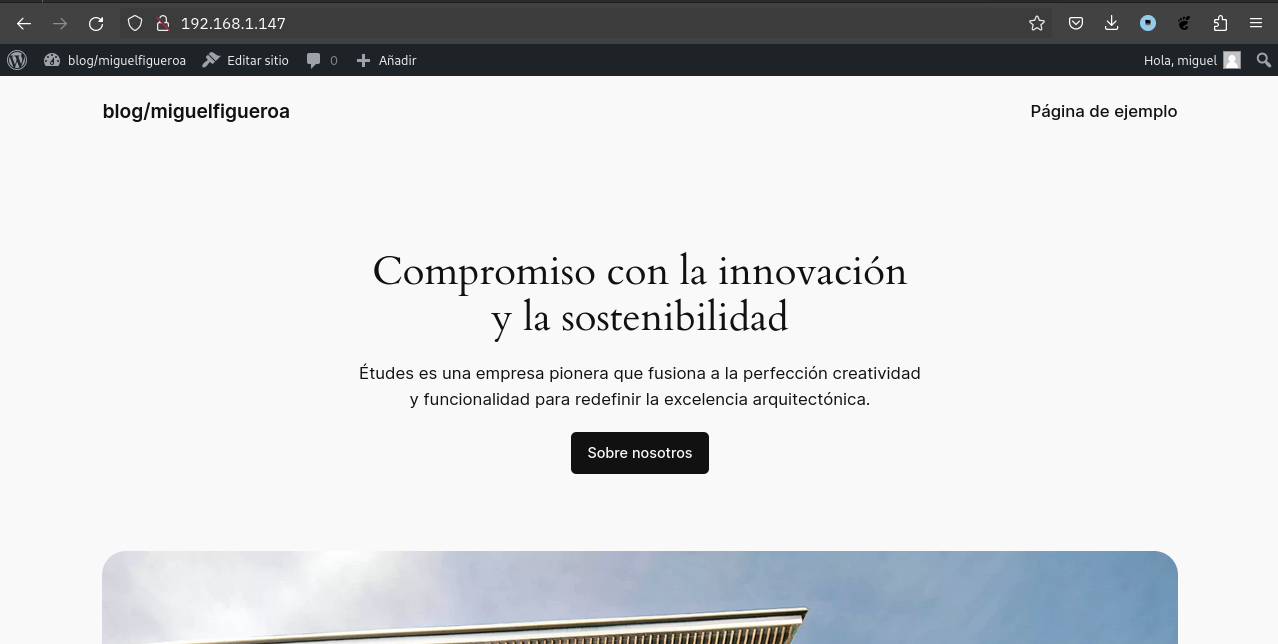 192.168.1.147
blog/miguelfigueroa Editar sitio 0 Añadir Hola, miguel
blog/miguelfigueroa Página de ejemplo
Compromiso con la innovación
y la sostenibilidad
Études es una empresa pionera que fusiona a la perfección creatividad
y funcionalidad para redefinir la excelencia arquitectónica.
Sobre nosotros